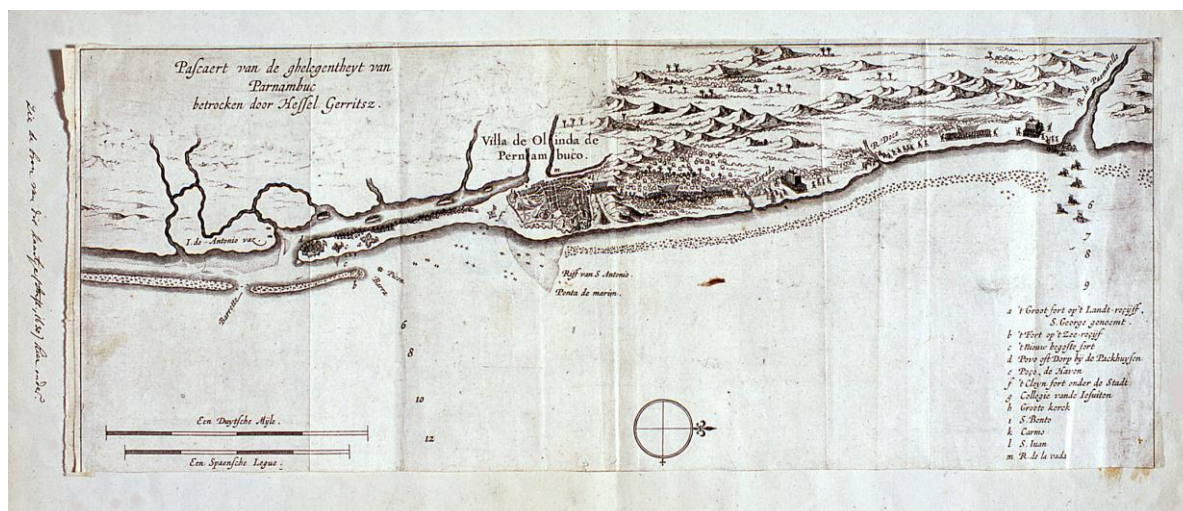 Pascaert van de ghelegentheyt van
Parnambuc
betrocken door Hessel Gerritsz.
Villa de Olinda de
Pernambuco.
R. Doce
I. de Antonio vaz
Barretta
Barra
Riff van S. Antonio.
Ponta de marim.
6
7
8
9
6
8
10
12
a 't Groot fort op't Landt-reciff,
S. George genoemt.
b 't Fort op't Zee-reciff
c 't Nieuw begoste fort
d Povo oft Dorp by de Packhuysen
e Poço, de Haven
f 't Cleyn fort onder de Stadt
g Collegie vande Iesuiten
h Groote kerck
i S. Bento
k Carmo
l S. Iuan
m R. de la vada
Een Duytsche Mijle.
Een Spaensche Legue.